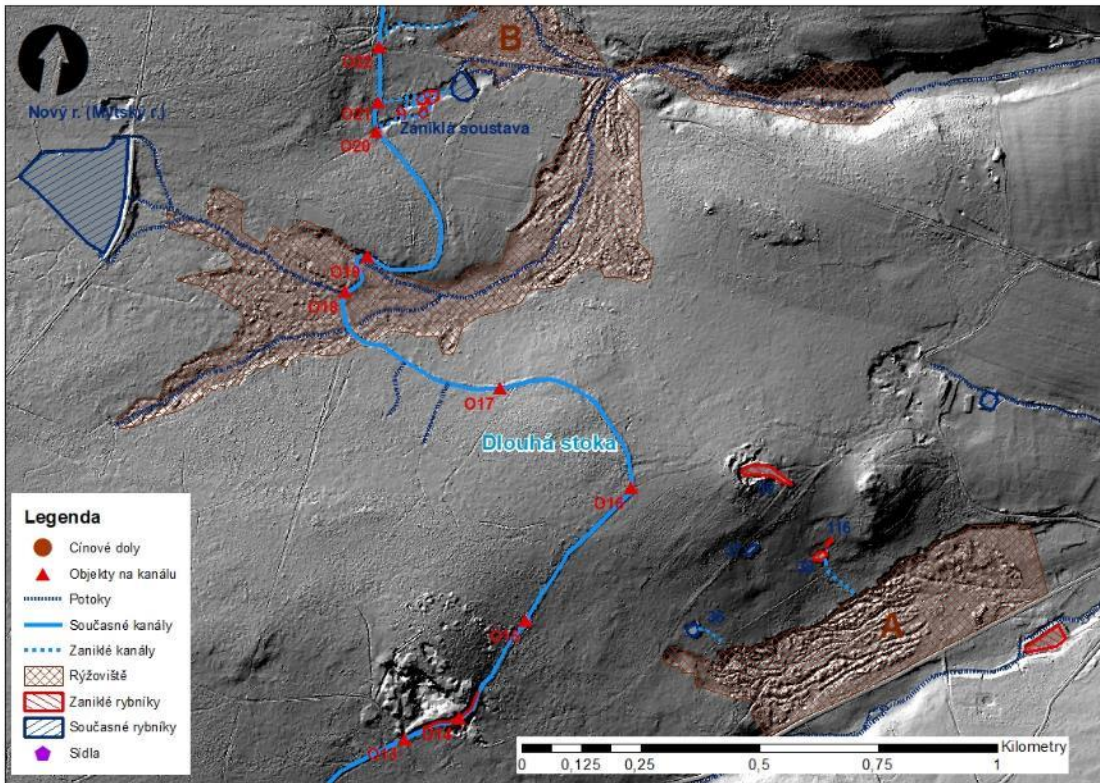 B
O22
Nový r. (Mýtský r.)
O21
Zaniklá soustava
O20
O19
O18
O17
Dlouhá stoka
O16
116
36
A
O15
O14
O13
Legenda
Cínové doly
Objekty na kanálu
Potoky
Současné kanály
Zaniklé kanály
Rýžoviště
Zaniklé rybníky
Současné rybníky
Sídla
Kilometry
0 0,125 0,25 0,5 0,75 1